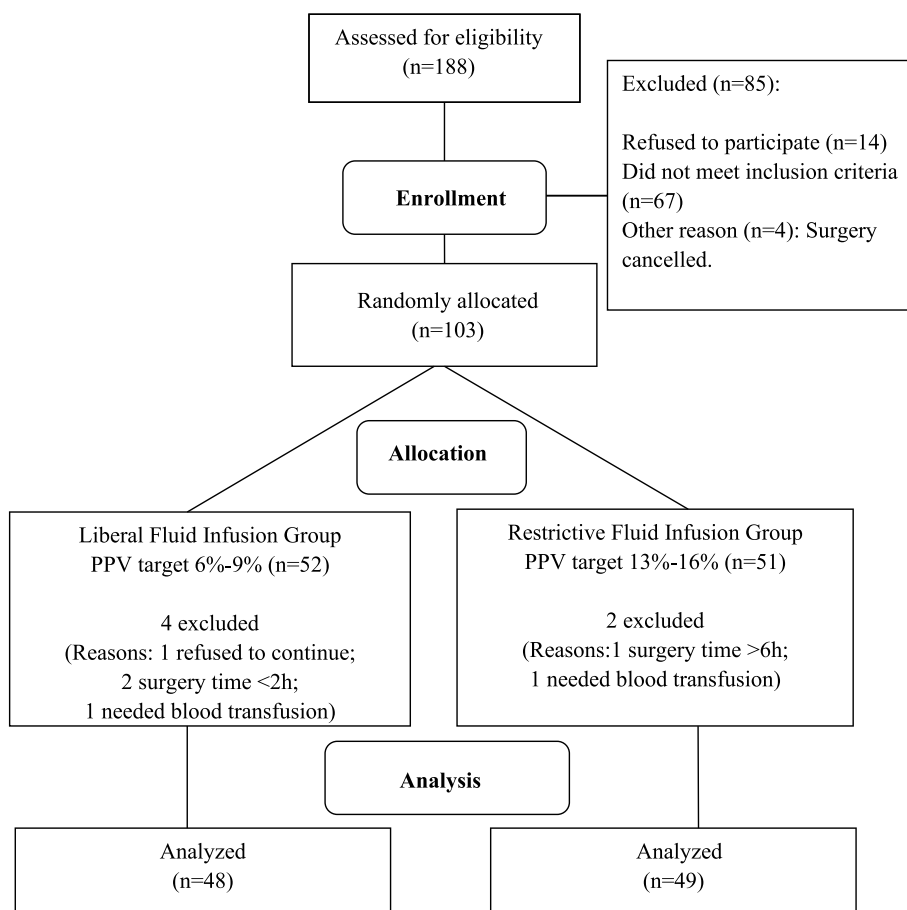 Assessed for eligibility
(n=188)
Excluded (n=85):
Refused to participate (n=14)
Did not meet inclusion criteria
(n=67)
Other reason (n=4): Surgery
cancelled.
Enrollment
Randomly allocated
(n=103)
Allocation
Liberal Fluid Infusion Group
PPV target 6%-9% (n=52)
4 excluded
(Reasons: 1 refused to continue;
2 surgery time <2h;
1 needed blood transfusion)
Restrictive Fluid Infusion Group
PPV target 13%-16% (n=51)
2 excluded
(Reasons:1 surgery time >6h;
1 needed blood transfusion)
Analysis
Analyzed
(n=48)
Analyzed
(n=49)